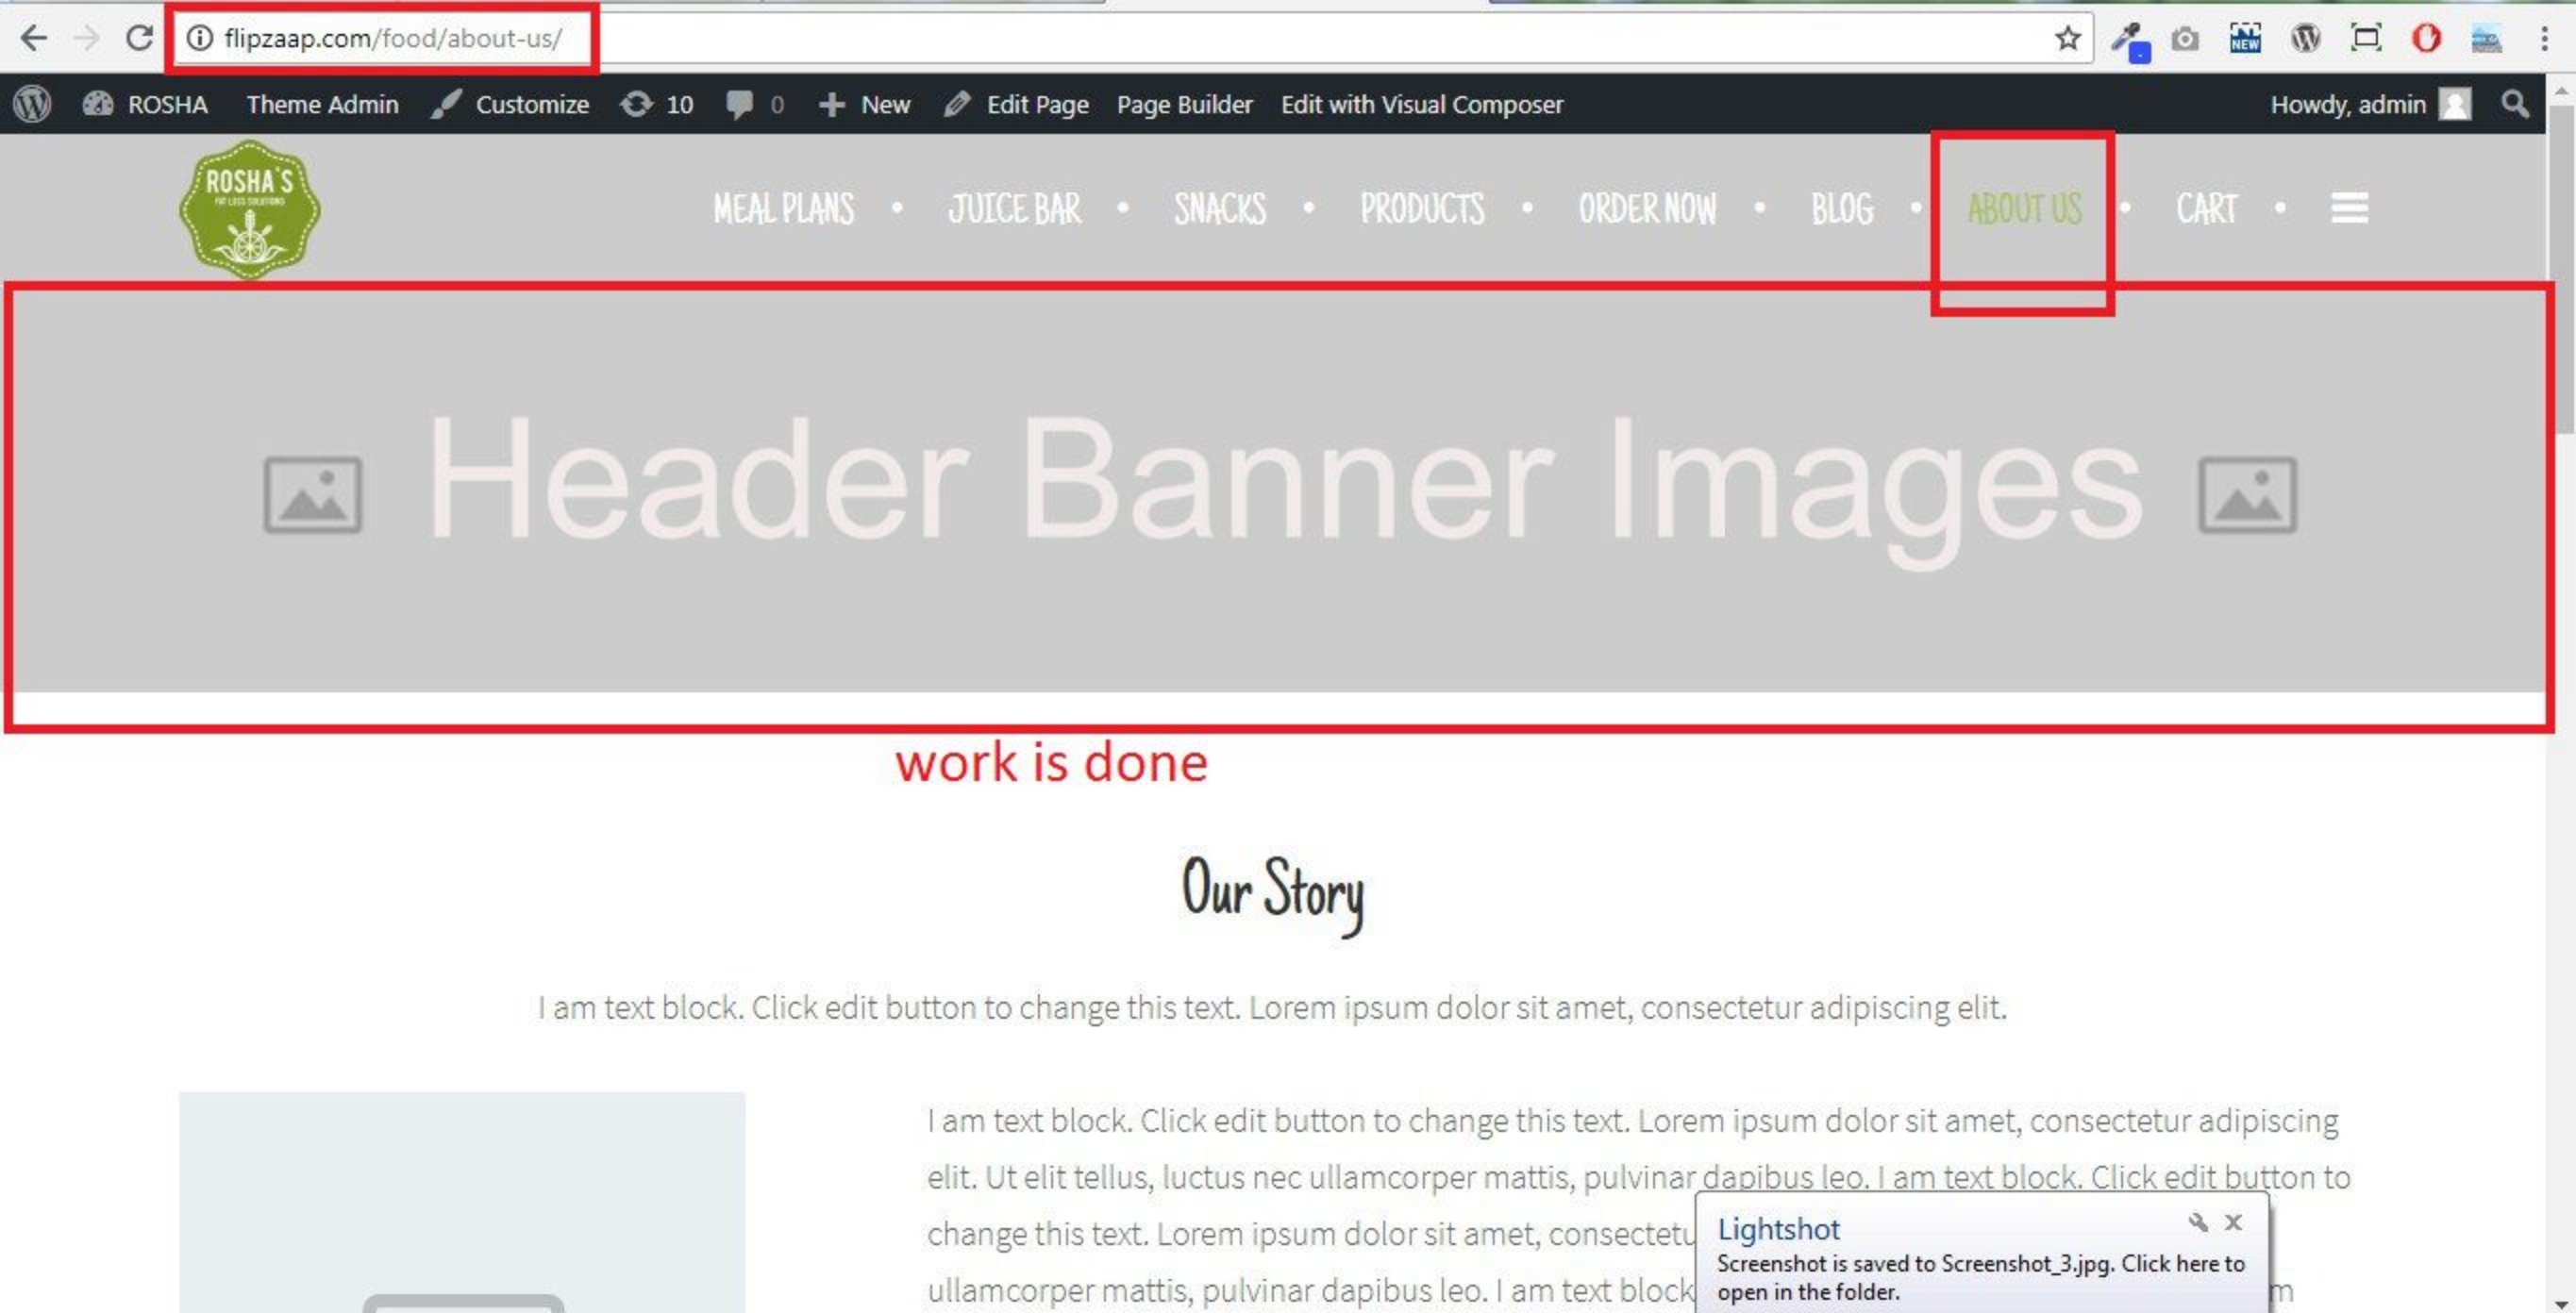 flipzaap.com/food/about-us/
NEW
ROSHA Theme Admin Customize 10 0 New Edit Page Page Builder Edit with Visual Composer Howdy, admin
ROSHA'S
FAT LOSS SOLUTIONS
MEAL PLANS • JUICE BAR • SNACKS • PRODUCTS • ORDER NOW • BLOG • ABOUT US • CART •
Header Banner Images
work is done
Our Story
I am text block. Click edit button to change this text. Lorem ipsum dolor sit amet, consectetur adipiscing elit.
I am text block. Click edit button to change this text. Lorem ipsum dolor sit amet, consectetur adipiscing
elit. Ut elit tellus, luctus nec ullamcorper mattis, pulvinar dapibus leo. I am text block. Click edit button to
change this text. Lorem ipsum dolor sit amet, consectetu
ullamcorper mattis, pulvinar dapibus leo. I am text block m
Lightshot
Screenshot is saved to Screenshot_3.jpg. Click here to
open in the folder.